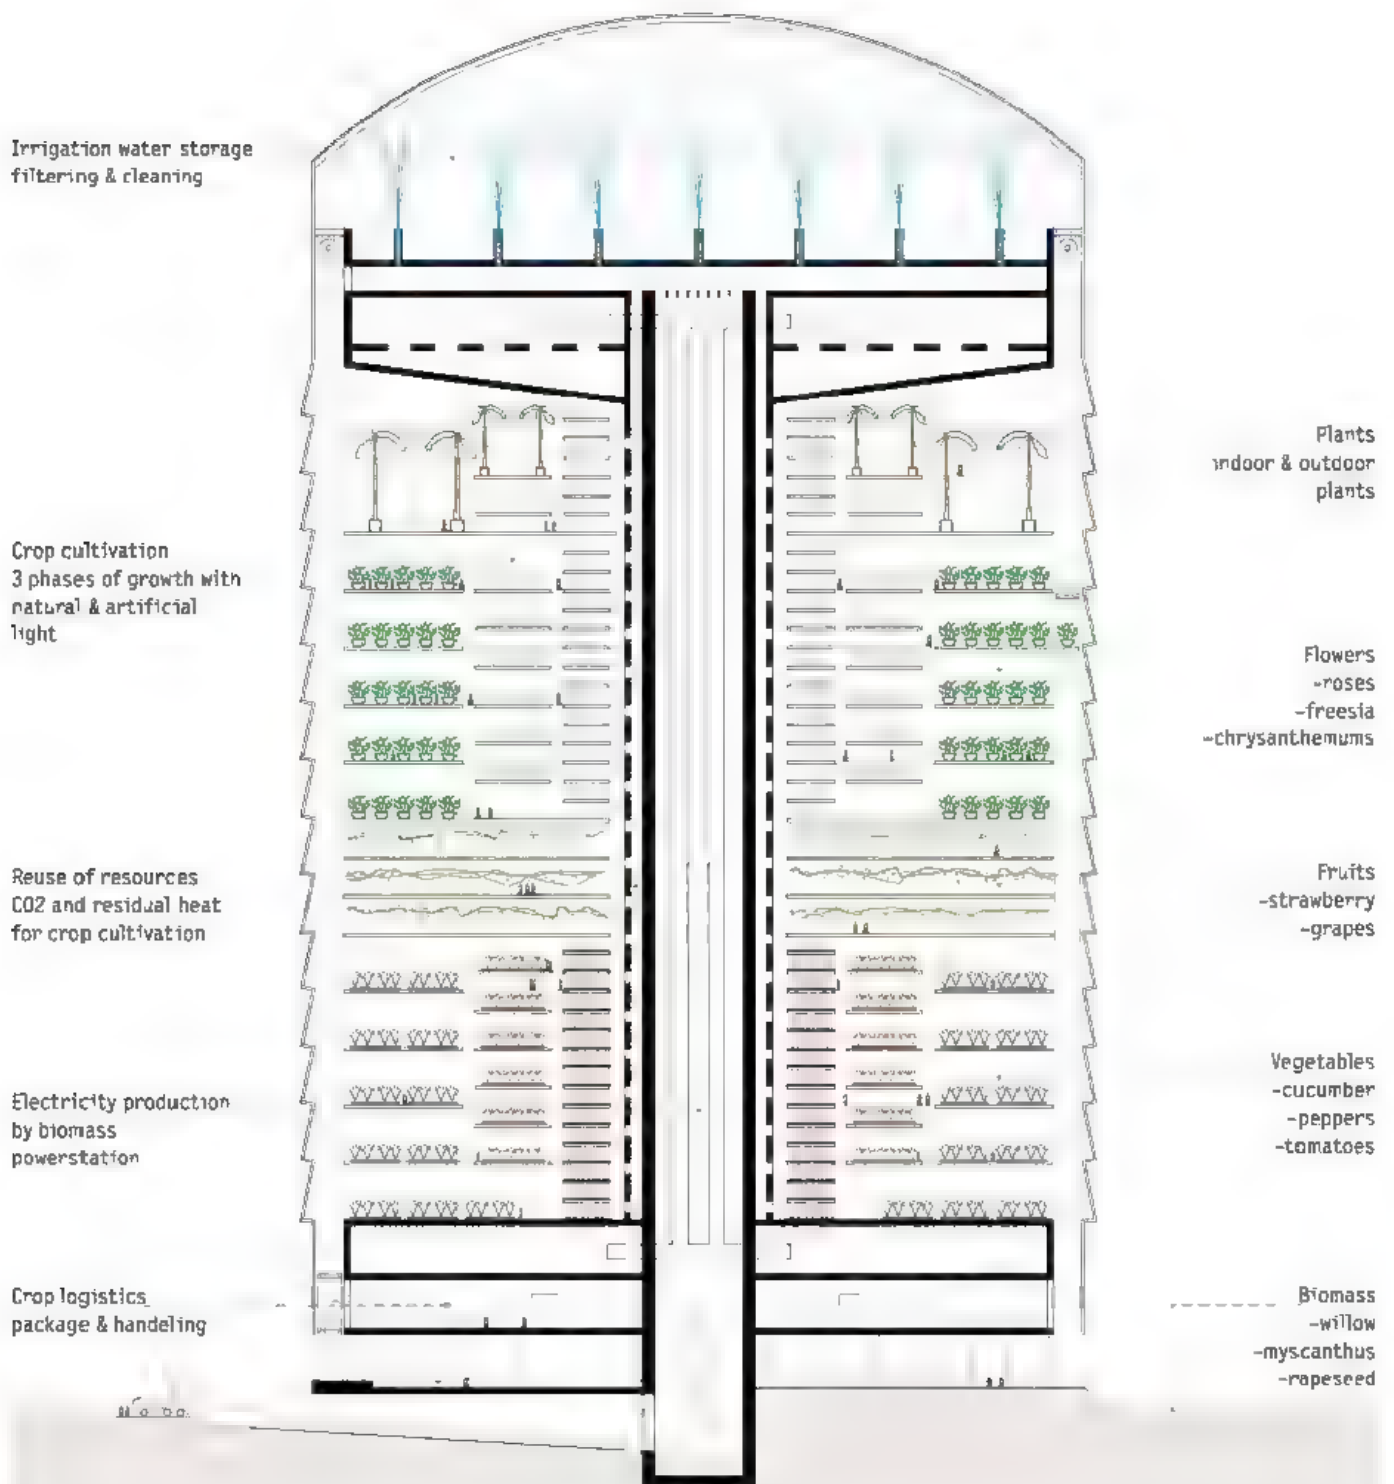 Irrigation water storage
filtering & cleaning
Crop cultivation
3 phases of growth with
natural & artificial
light
Reuse of resources
CO2 and residual heat
for crop cultivation
Electricity production
by biomass
powerstation
Crop logistics
package & handeling
Plants
indoor & outdoor
plants
Flowers
-roses
-freesia
-chrysanthemums
Fruits
-strawberry
-grapes
Vegetables
-cucumber
-peppers
-tomatoes
Biomass
-willow
-myscanthus
-rapeseed